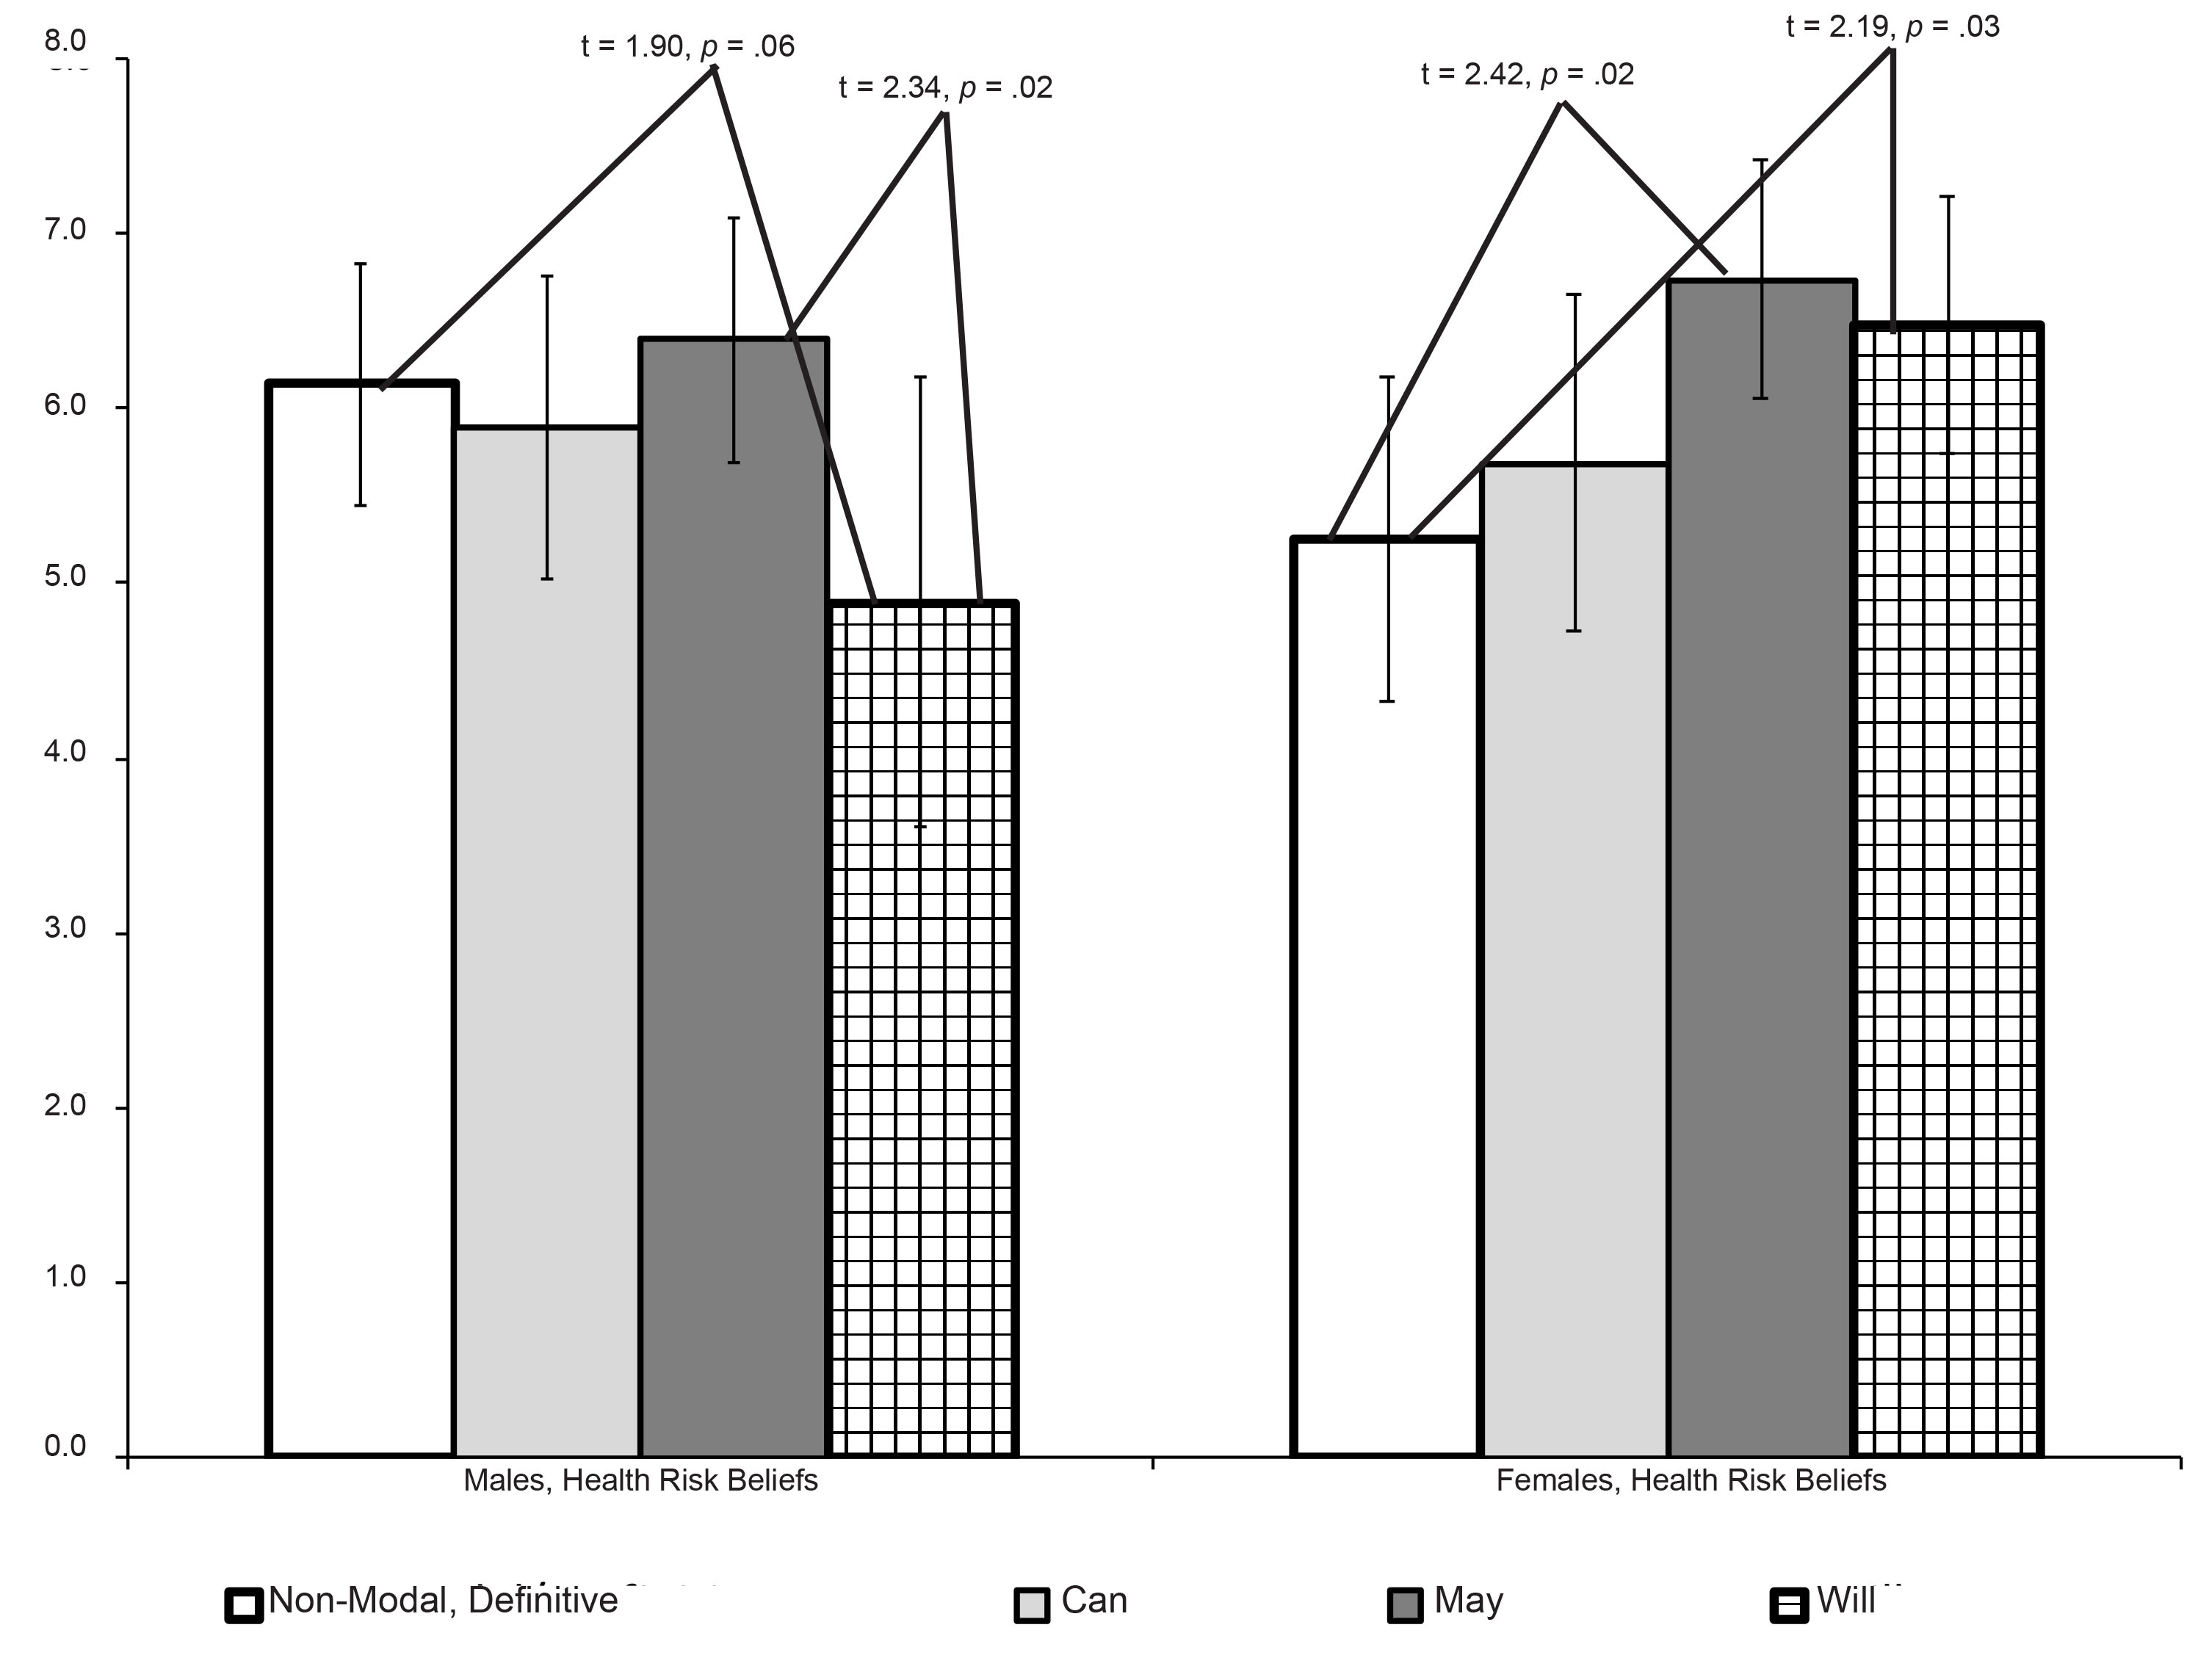 t = 2.19, p = .03
8.0
t = 1.90, p = .06
t = 2.42, p = .02
t = 2.34, p = .02
7.0
6.0
5.0
4.0
3.0
2.0
1.0
0.0
Males, Health Risk Beliefs
Females, Health Risk Beliefs
Non-Modal, Definitive
Can
May
Will